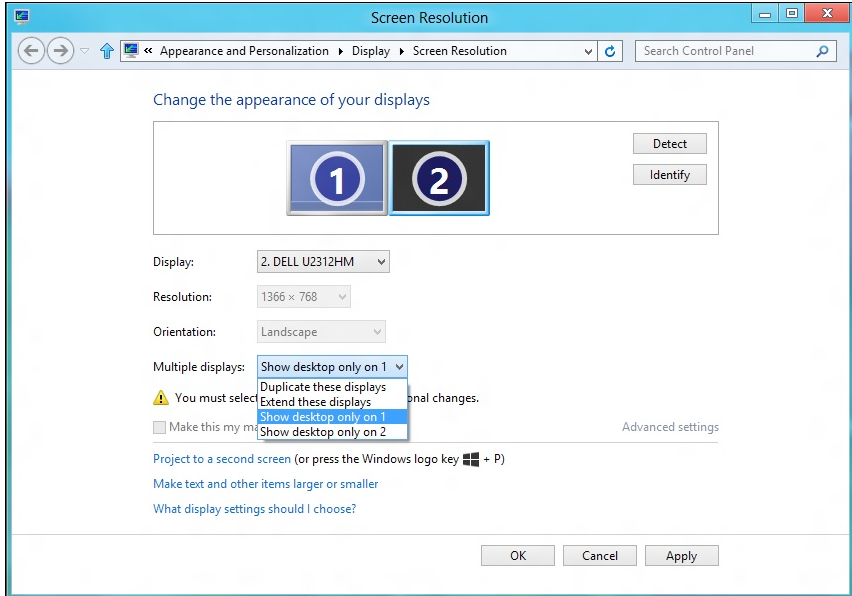 Screen Resolution
« Appearance and Personalization Display Screen Resolution Search Control Panel
Change the appearance of your displays
1 2
Detect
Identify
Display: 2. DELL U2312HM
Resolution: 1366 × 768
Orientation: Landscape
Multiple displays: Show desktop only on 1
Duplicate these displays
Extend these displays
Show desktop only on 1
Show desktop only on 2
You must select changes.
Make this my Advanced settings
Project to a second screen (or press the Windows logo key + P)
Make text and other items larger or smaller
What display settings should I choose?
OK Cancel Apply